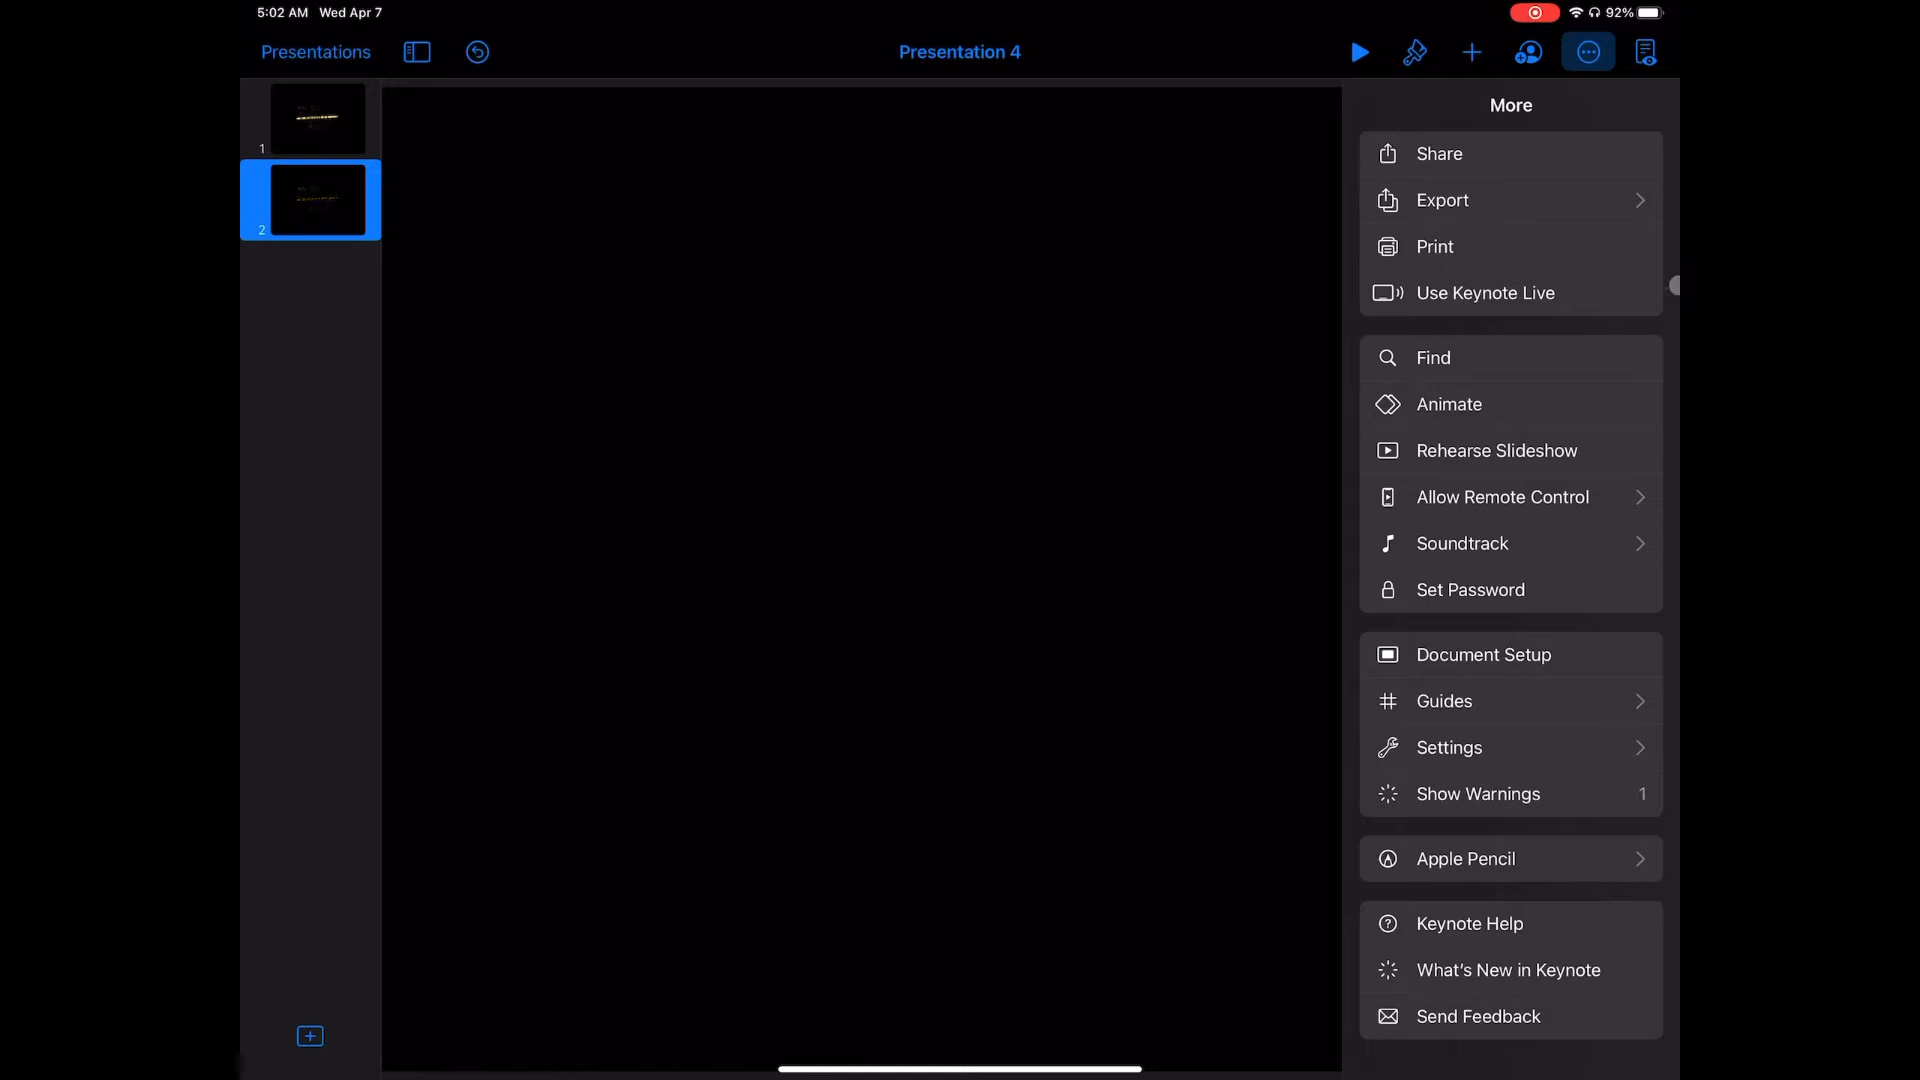 5:02 AM Wed Apr 7
92%
Presentations
Presentation 4
1
2
More
Share
Export
Print
Use Keynote Live
Find
Animate
Rehearse Slideshow
Allow Remote Control
Soundtrack
Set Password
Document Setup
Guides
Settings
Show Warnings 1
Apple Pencil
Keynote Help
What's New in Keynote
Send Feedback